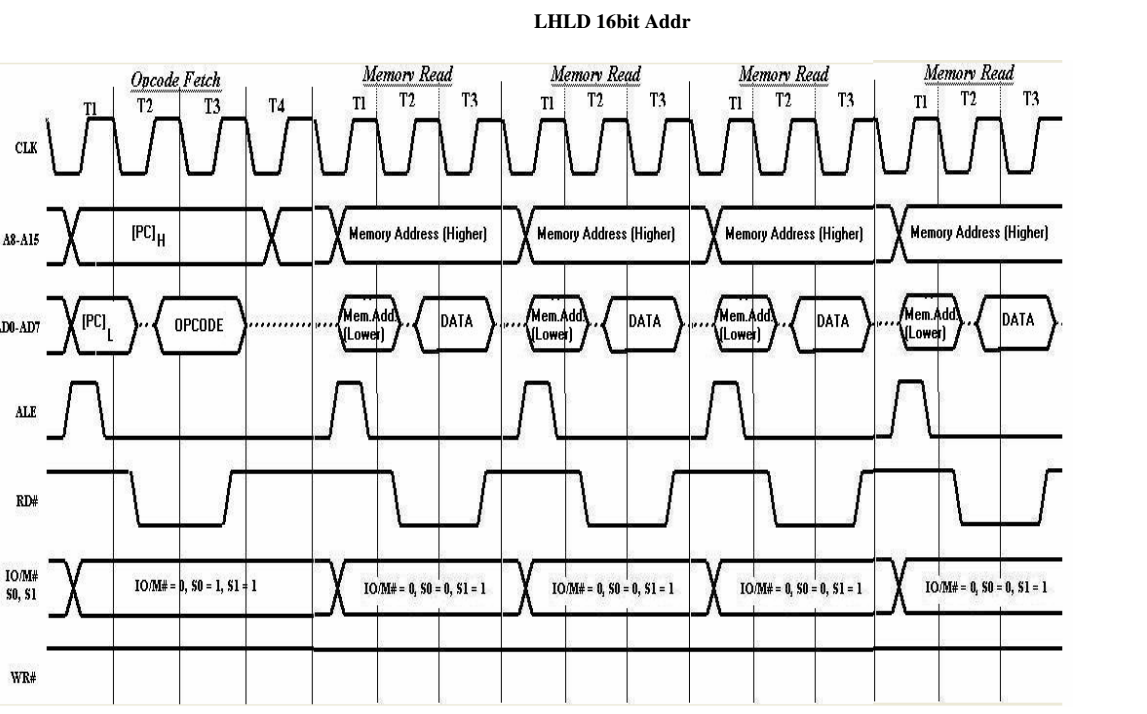 LHLD 16bit Addr
Opcode Fetch Memory Read Memory Read Memory Read Memory Read
T1 T2 T3 T4 T1 T2 T3 T1 T2 T3 T1 T2 T3 T1 T2 T3
CLK
A8-A15 [PC]H Memory Address (Higher) Memory Address (Higher) Memory Address (Higher) Memory Address (Higher)
AD0-AD7 [PC]L OPCODE Mem.Add. DATA Mem.Add. DATA Mem.Add. DATA Mem.Add. DATA
(Lower) (Lower) (Lower) (Lower)
ALE
RD#
IO/M# IO/M# = 0, S0 = 1, S1 = 1 IO/M# = 0, S0 = 0, S1 = 1 IO/M# = 0, S0 = 0, S1 = 1 IO/M# = 0, S0 = 0, S1 = 1 IO/M# = 0, S0 = 0, S1 = 1
S0, S1
WR#